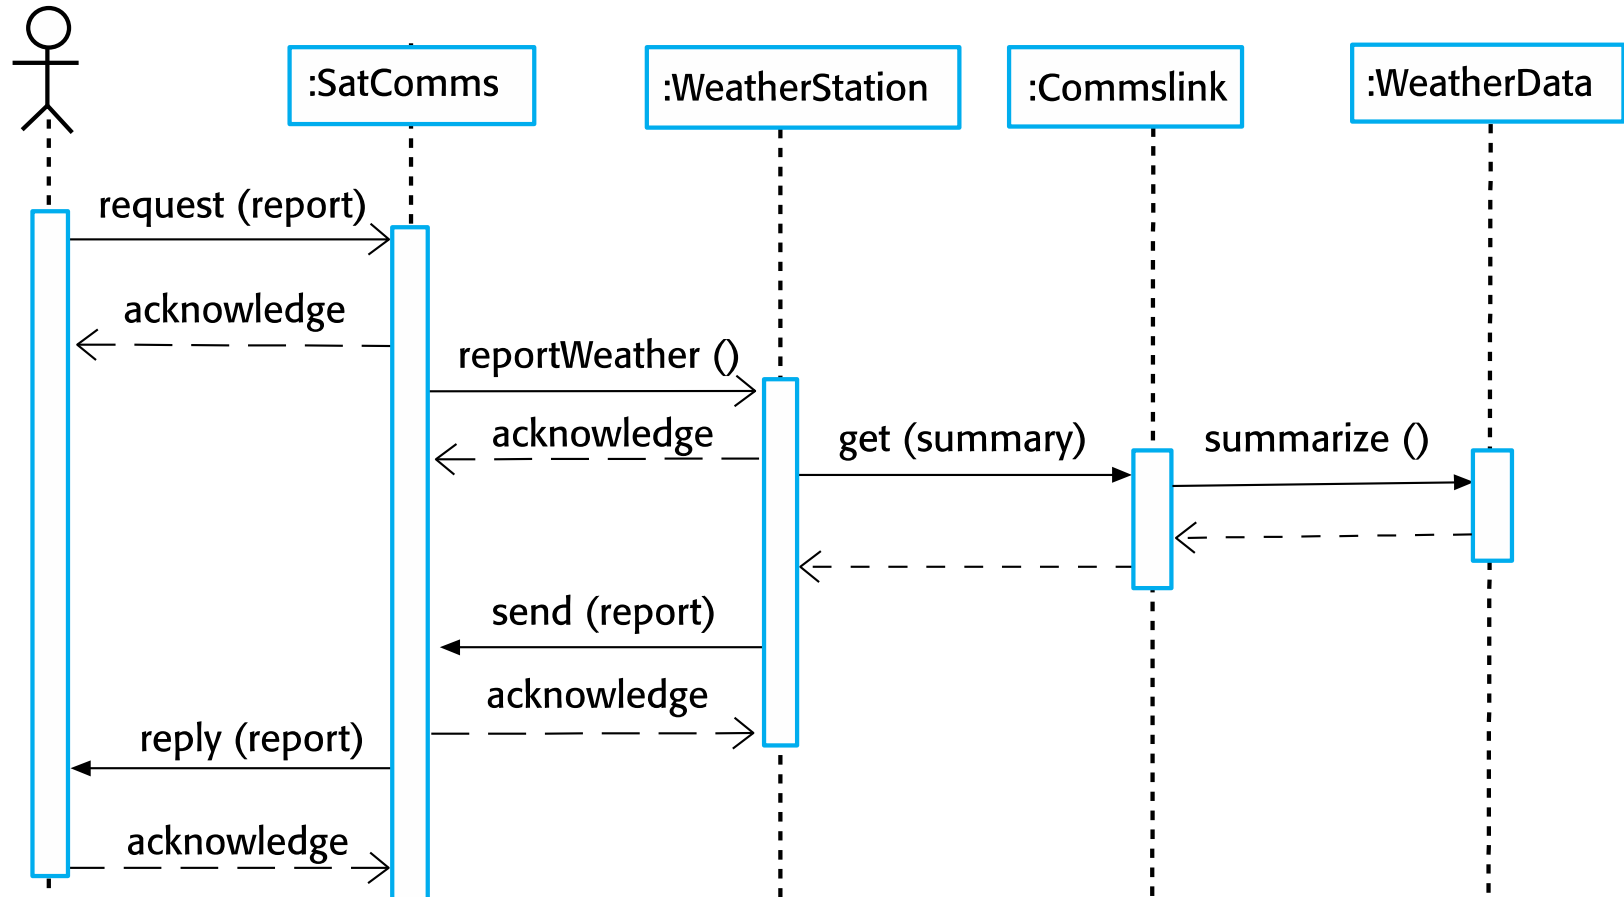 :SatComms
:WeatherStation
:Commslink
:WeatherData
request (report)
acknowledge
reportWeather ()
acknowledge
get (summary)
summarize ()
send (report)
acknowledge
reply (report)
acknowledge